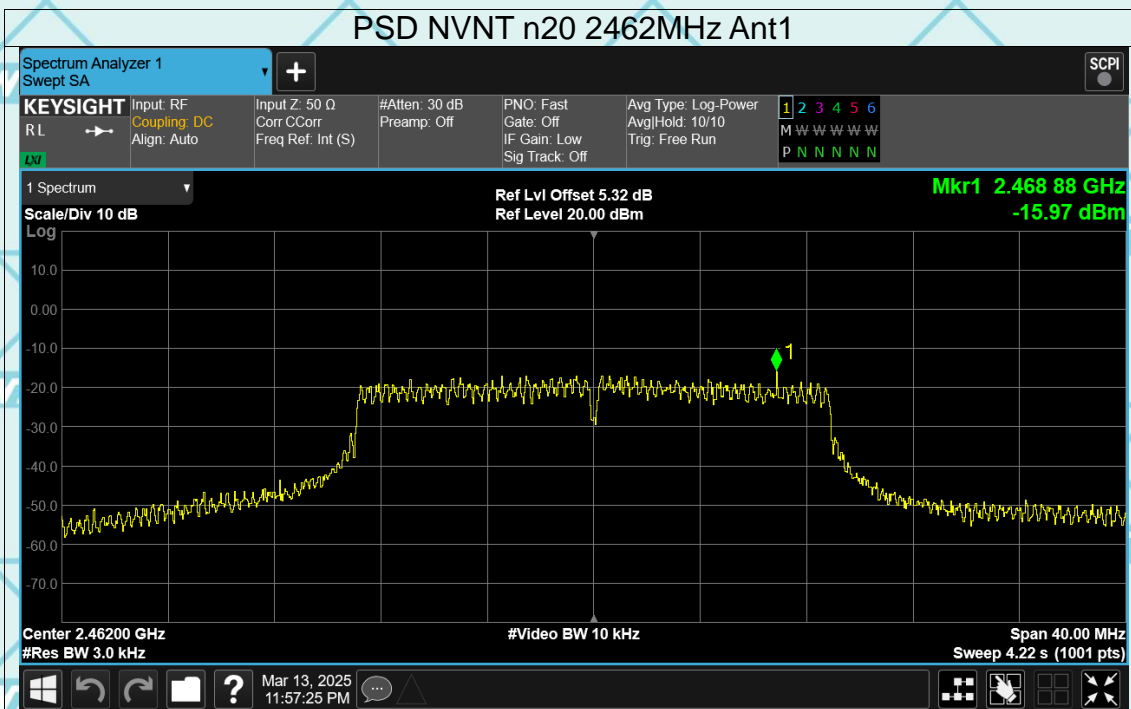 PSD NVNT n20 2462MHz Ant1
Spectrum Analyzer 1
Swept SA
+
SCPI
KEYSIGHT
RL
LXI
Input: RF
Coupling: DC
Align: Auto
Input Z: 50 Ω
Corr CCorr
Freq Ref: Int (S)
#Atten: 30 dB
Preamp: Off
PNO: Fast
Gate: Off
IF Gain: Low
Sig Track: Off
Avg Type: Log-Power
Avg|Hold: 10/10
Trig: Free Run
1 2 3 4 5 6
M W W W W W W
P N N N N N
1 Spectrum
Scale/Div 10 dB
Ref Lvl Offset 5.32 dB
Ref Level 20.00 dBm
Mkr1 2.468 88 GHz
-15.97 dBm
Log
10.0
0.00
-10.0
-20.0
-30.0
-40.0
-50.0
-60.0
-70.0
1
Center 2.46200 GHz
#Res BW 3.0 kHz
#Video BW 10 kHz
Span 40.00 MHz
Sweep 4.22 s (1001 pts)
?
Mar 13, 2025
11:57:25 PM